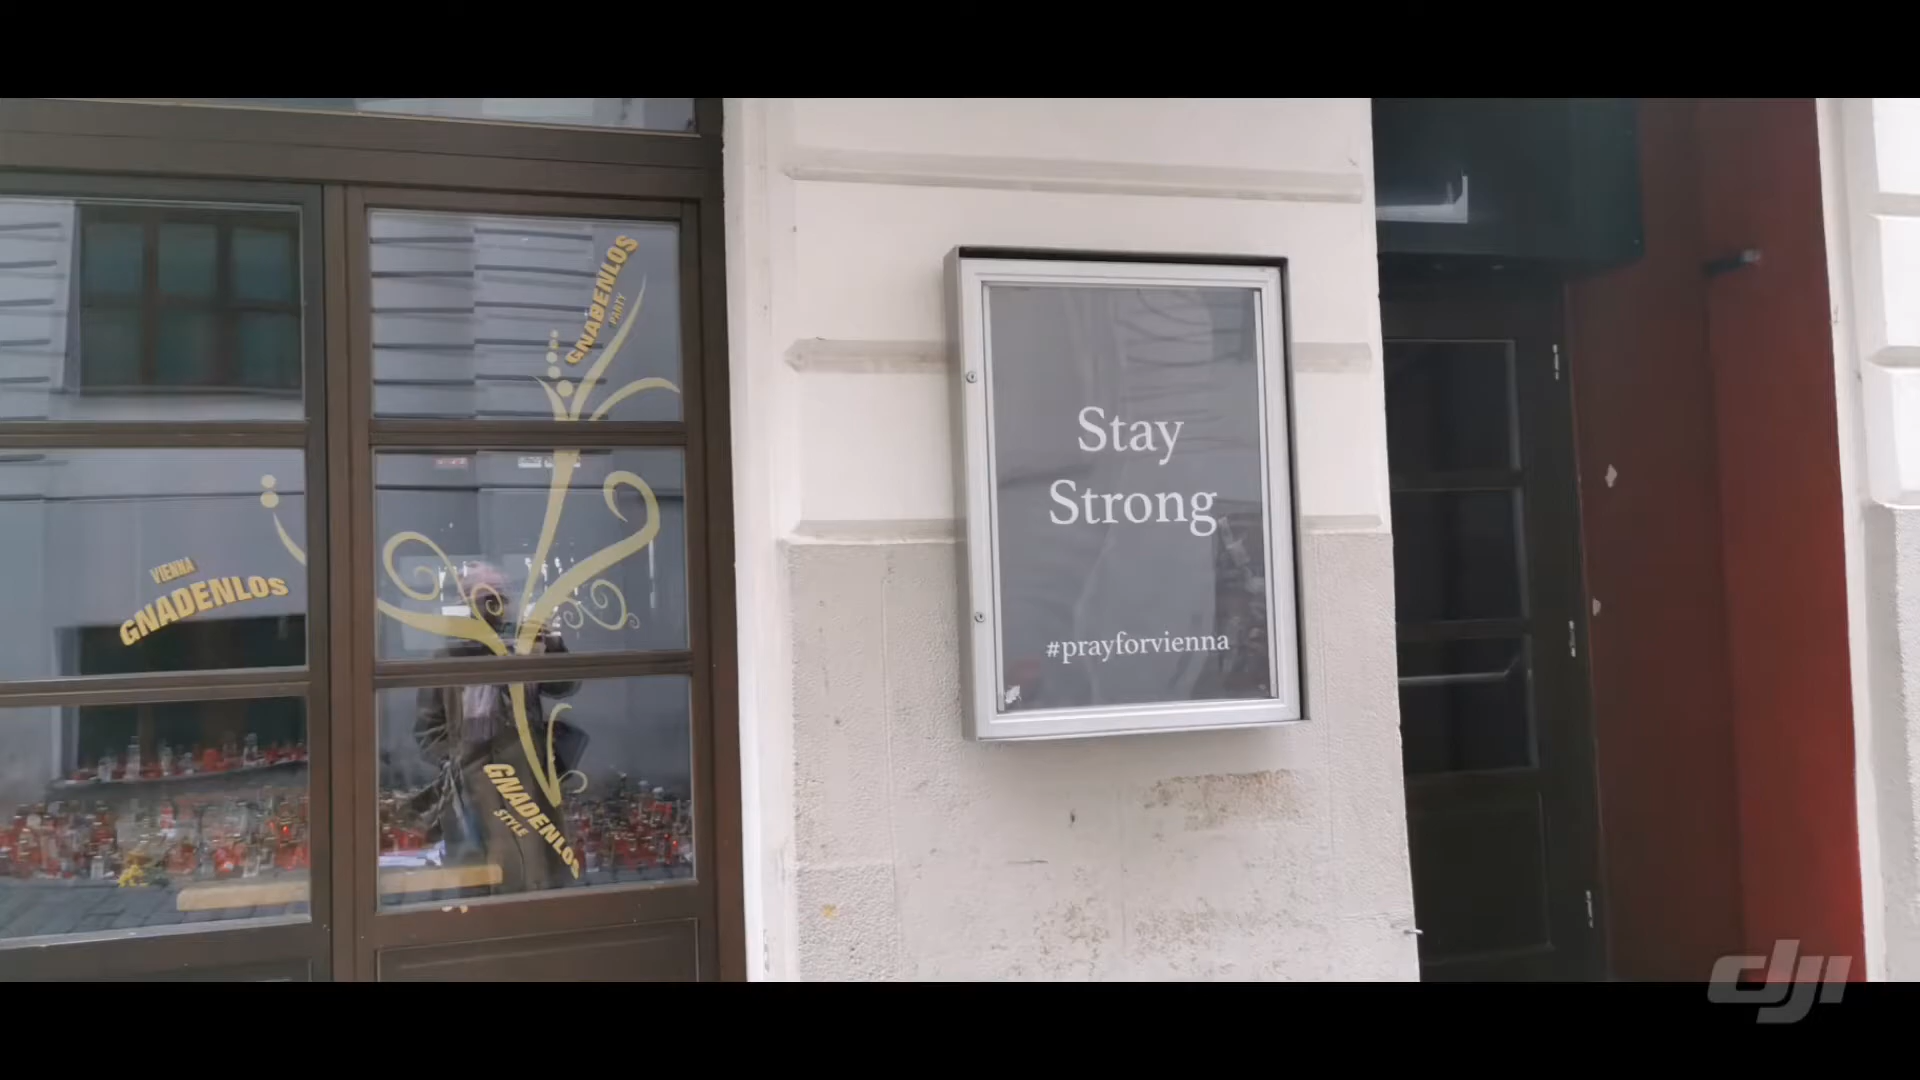 GNADENLOS
PARTY
VIENNA
GNADENLOS
GNADENLOS
STYLE
Stay
Strong
#prayforvienna
dji